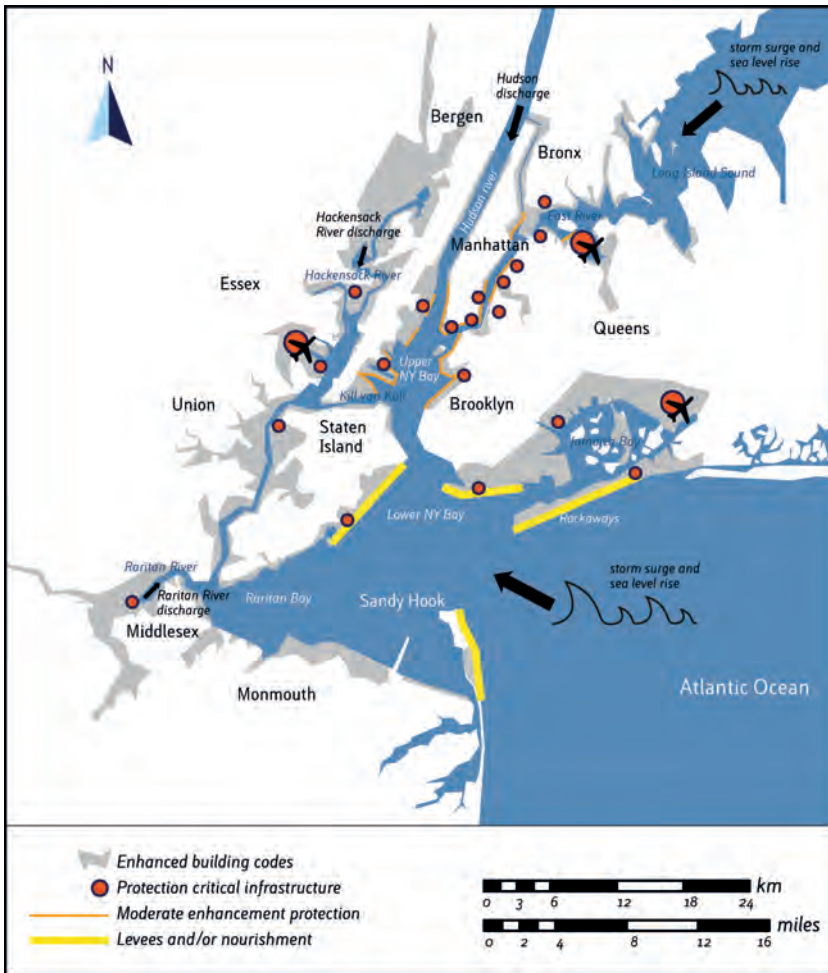 N
storm surge and
sea level rise
Hudson
discharge
Bergen
Bronx
Long Island Sound
Hudson river
East River
Hackensack
River discharge
Manhattan
Hackensack River
Essex
Queens
Upper
NY Bay
Kill van Kull
Brooklyn
Union
Staten
Island
Jamaica Bay
Lower NY Bay
Rockaways
Raritan River
storm surge and
sea level rise
Raritan River
discharge
Raritan Bay
Sandy Hook
Middlesex
Monmouth
Atlantic Ocean
Enhanced building codes
Protection critical infrastructure
Moderate enhancement protection
Levees and/or nourishment
km
0 3 6 12 18 24
miles
0 2 4 8 12 16